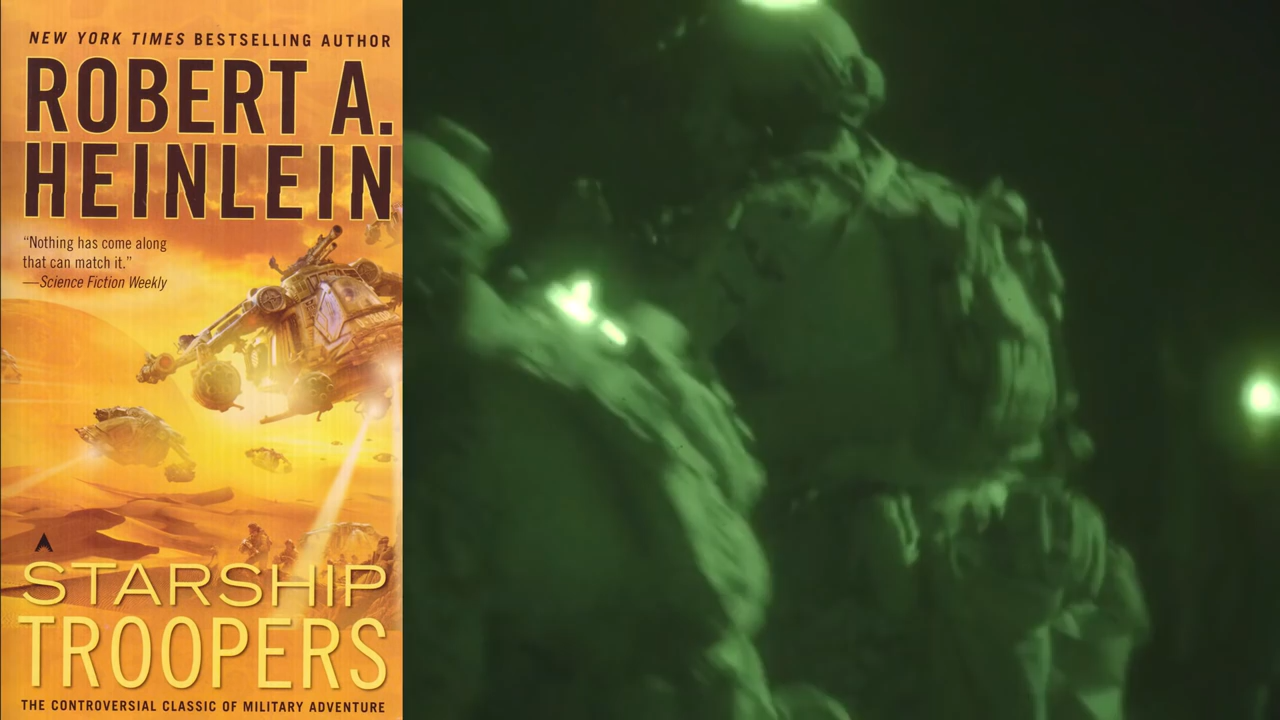 NEW YORK TIMES BESTSELLING AUTHOR
ROBERT A.
HEINLEIN
“Nothing has come along
that can match it.”
—Science Fiction Weekly
STARSHIP
TROOPERS
THE CONTROVERSIAL CLASSIC OF MILITARY ADVENTURE